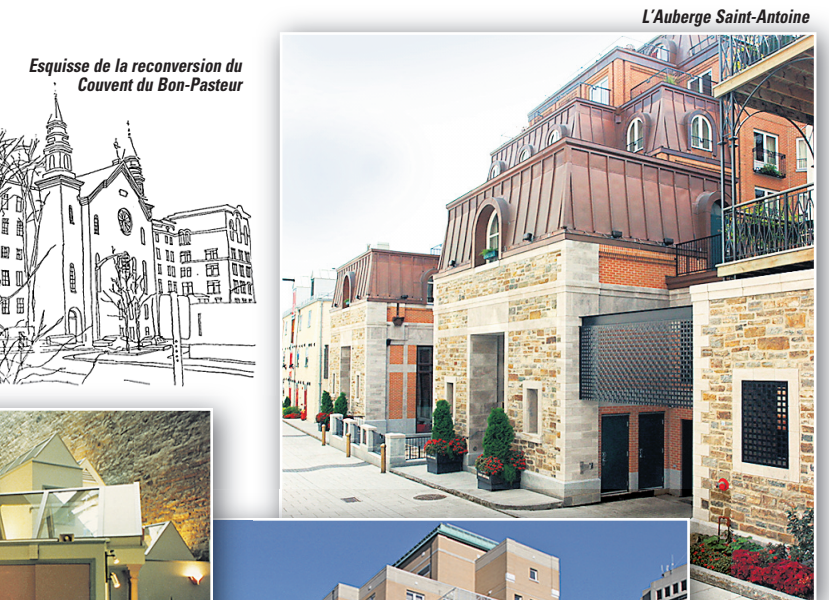 L'Auberge Saint-Antoine
Esquisse de la reconversion du
Couvent du Bon-Pasteur